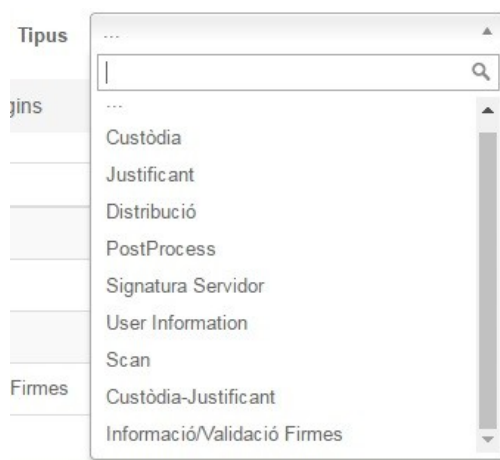 Tipus
...
gins
...
Custòdia
Justificant
Distribució
PostProcess
Signatura Servidor
User Information
Scan
Firmes
Custòdia-Justificant
Informació/Validació Firmes